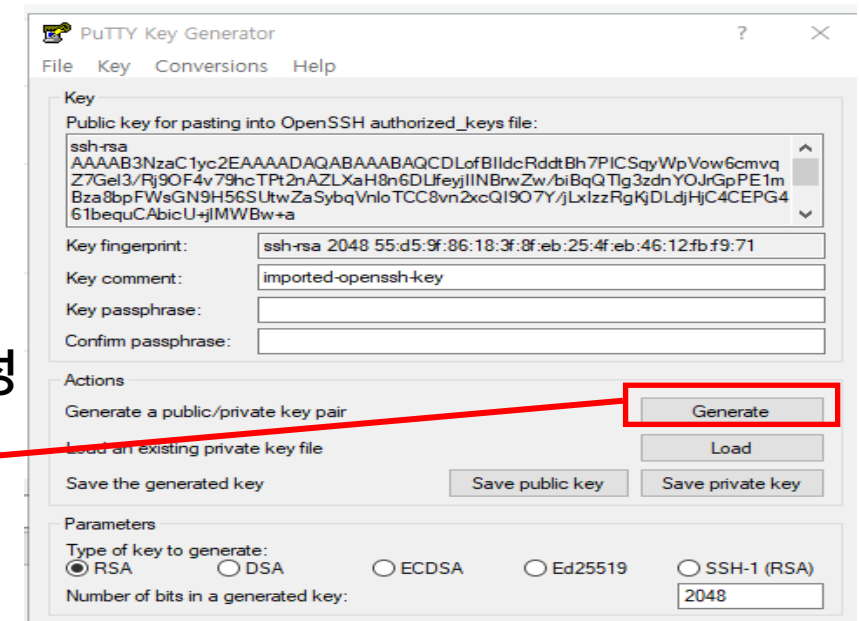 PuTTY Key Generator
File Key Conversions Help
Key
Public key for pasting into OpenSSH authorized_keys file:
ssh-rsa
AAAAB3NzaC1yc2EAAAADAQABAAABAQCDLofBIIdcRddtBh7PICSqyWpVow6cmvq
Z7Gel3/Rj9OF4v79hcTPt2nAZLXaH8n6DLlfeyjIINBrwZw/biBqQTlg3zdnYOJrGpPE1m
Bza8bpFWsGN9H56SUtwZaSybqVnloTCC8vn2xcQI9O7Y/jLxIzzRgKjDLdjHjC4CEPG4
61bequCAbicU+jIMWBw+a
Key fingerprint: ssh-rsa 2048 55:d5:9f:86:18:3f:8f:eb:25:4f:eb:46:12:fb:f9:71
Key comment: imported-openssh-key
Key passphrase:
Confirm passphrase:
성
Actions
Generate a public/private key pair Generate
Load an existing private key file Load
Save the generated key Save public key Save private key
Parameters
Type of key to generate:
RSA DSA ECDSA Ed25519 SSH-1 (RSA)
Number of bits in a generated key: 2048